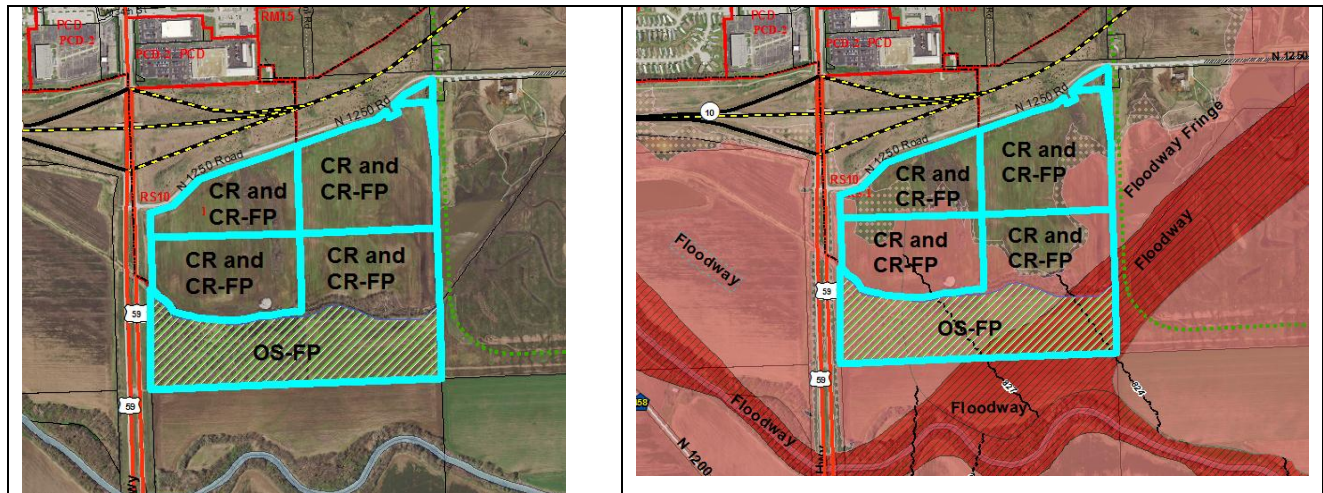 RM15
PCD
PCD-2
PCD-2 PCD
N 1250 Rd
N 1250 Road
RS10
CR and
CR-FP
CR and
CR-FP
CR and
CR-FP
CR and
CR-FP
59
OS-FP
59
PCD
PCD-2
PCD-2 PCD
N 1250
10
N 1250 Rd
N 1250 Road
Floodway Fringe
RS10
CR and
CR-FP
CR and
CR-FP
Floodway
Floodway
CR and
CR-FP
CR and
CR-FP
59
OS-FP
59
827
824
Floodway
Floodway
N 1200